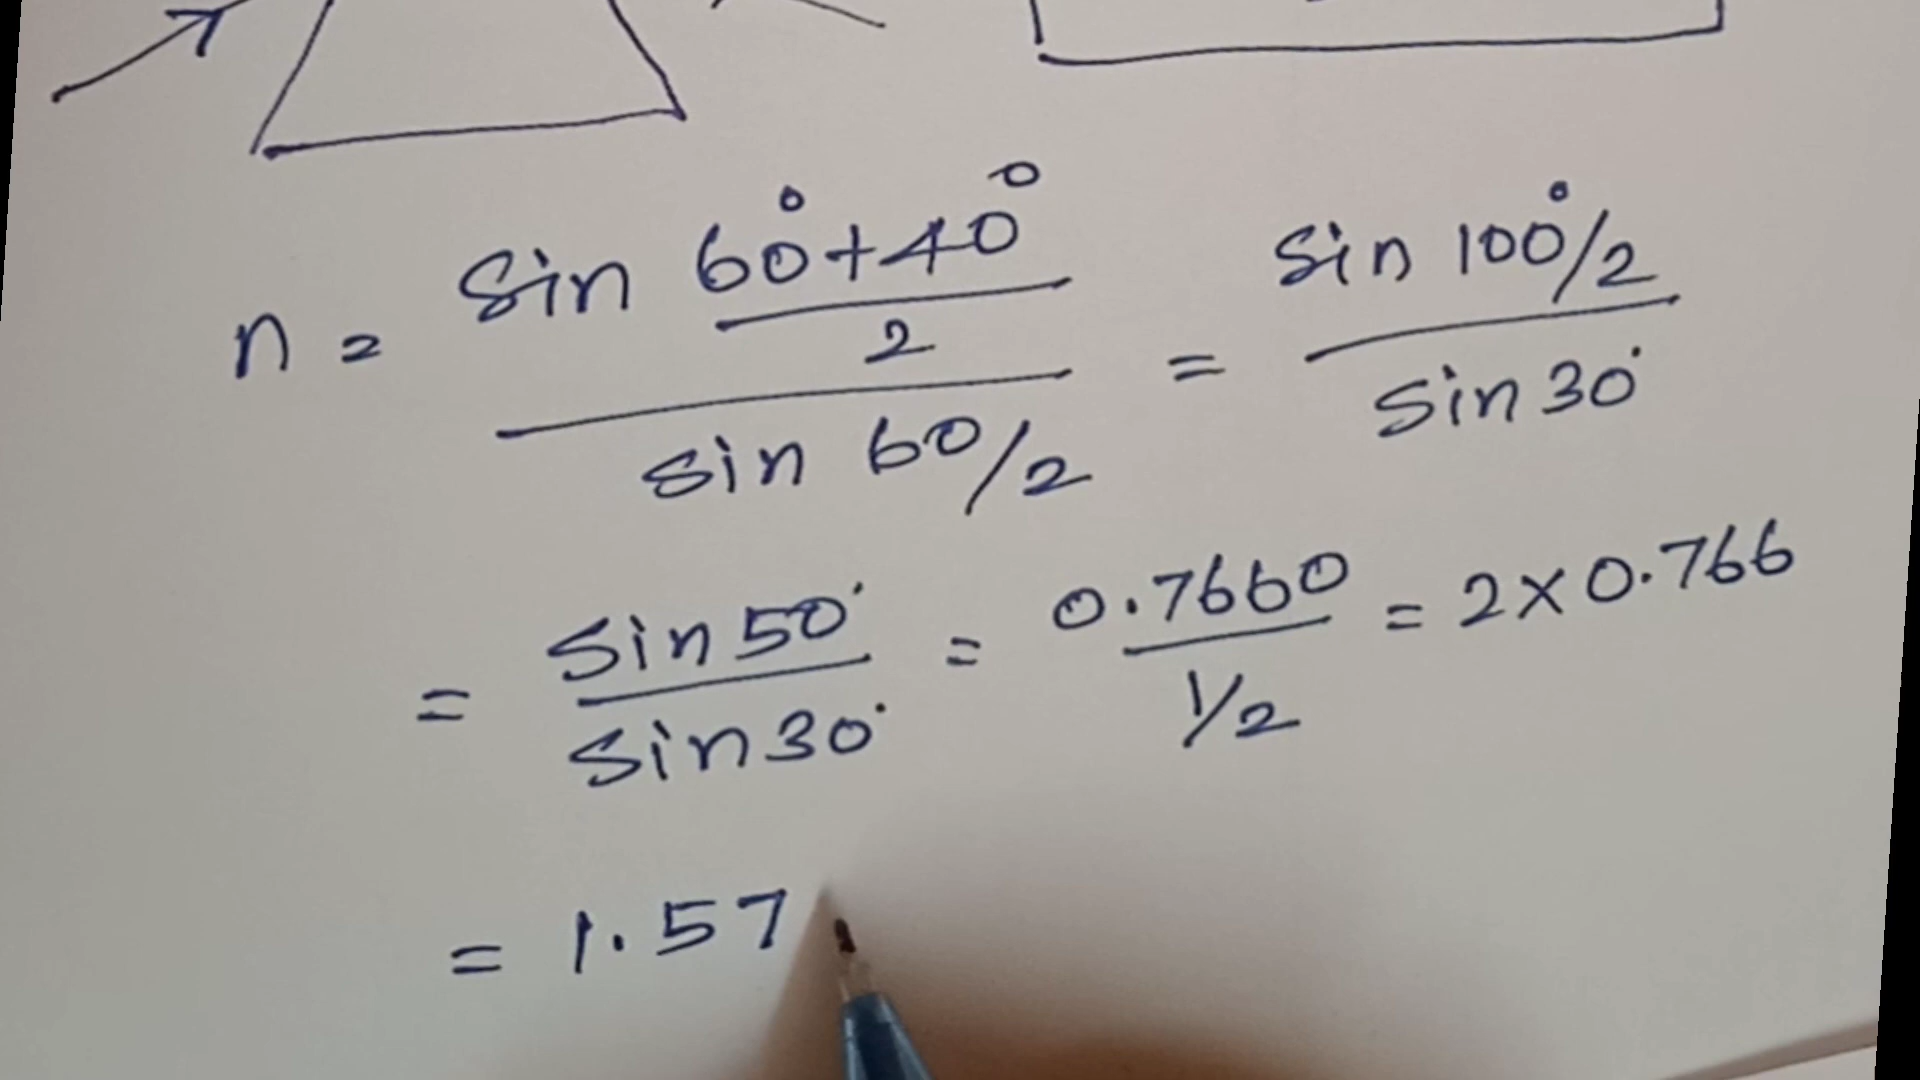 n = sin 60°+40° / 2 / sin 60/2 = sin 100°/2 / sin 30°
= sin 50° / sin 30° = 0.7660 / 1/2 = 2 × 0.766
= 1.57